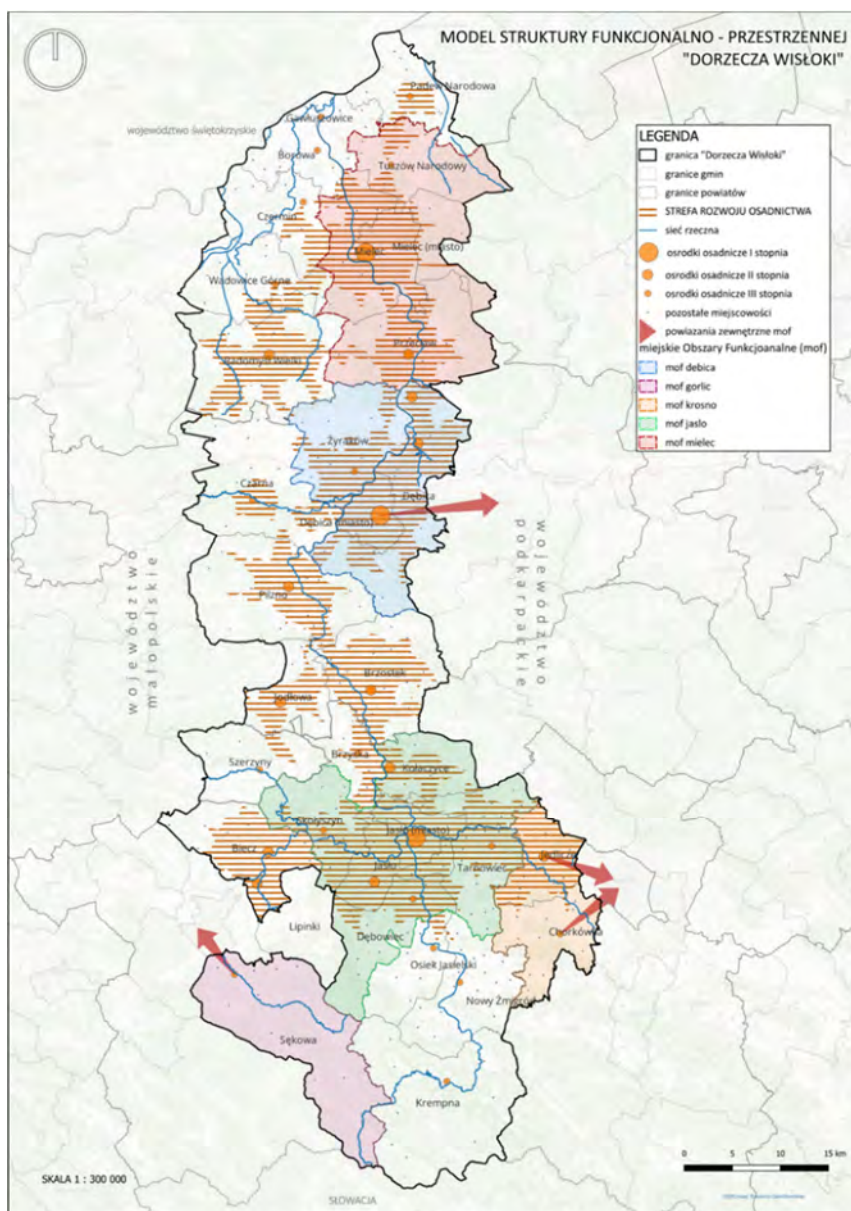 MODEL STRUKTURY FUNKCJONALNO - PRZESTRZENNEJ
"DORZECZA WISŁOKI"
LEGENDA
granica "Dorzecza Wisłoki"
granice gmin
granice powiatów
STREFA ROZWOJU OSADNICTWA
sieć rzeczna
osrodki osadnicze I stopnia
osrodki osadnicze II stopnia
osrodki osadnicze III stopnia
pozostałe miejscowości
powiazania zewnętrzne mof
miejskie Obszary Funkcjoanalne (mof)
mof debica
mof gorlic
mof krosno
mof jaslo
mof mielec
Padew Narodowa
Gawłuszowice
województwo świętokrzyskie
Borowa
Tuszów Narodowy
Czermin
Mielec (miasto)
Mielec
Wadowice Górne
Przecław
Radomyśl Wielki
Żyraków
Czarna
Dębica
Dębica (miasto)
województwo
małopolskie
województwo
podkarpackie
Pilzno
Brzostek
Jodłowa
Brzyska
Szerzyny
Kołaczyce
Skołyszyn
Jasło (miasto)
Biecz
Jasło
Tarnowiec
Jedlicze
Lipinki
Dębowiec
Chorkówka
Osiek Jasielski
Nowy Żmigród
Sękowa
Krempna
SKALA 1 : 300 000
0 5 10 15 km
SŁOWACJA